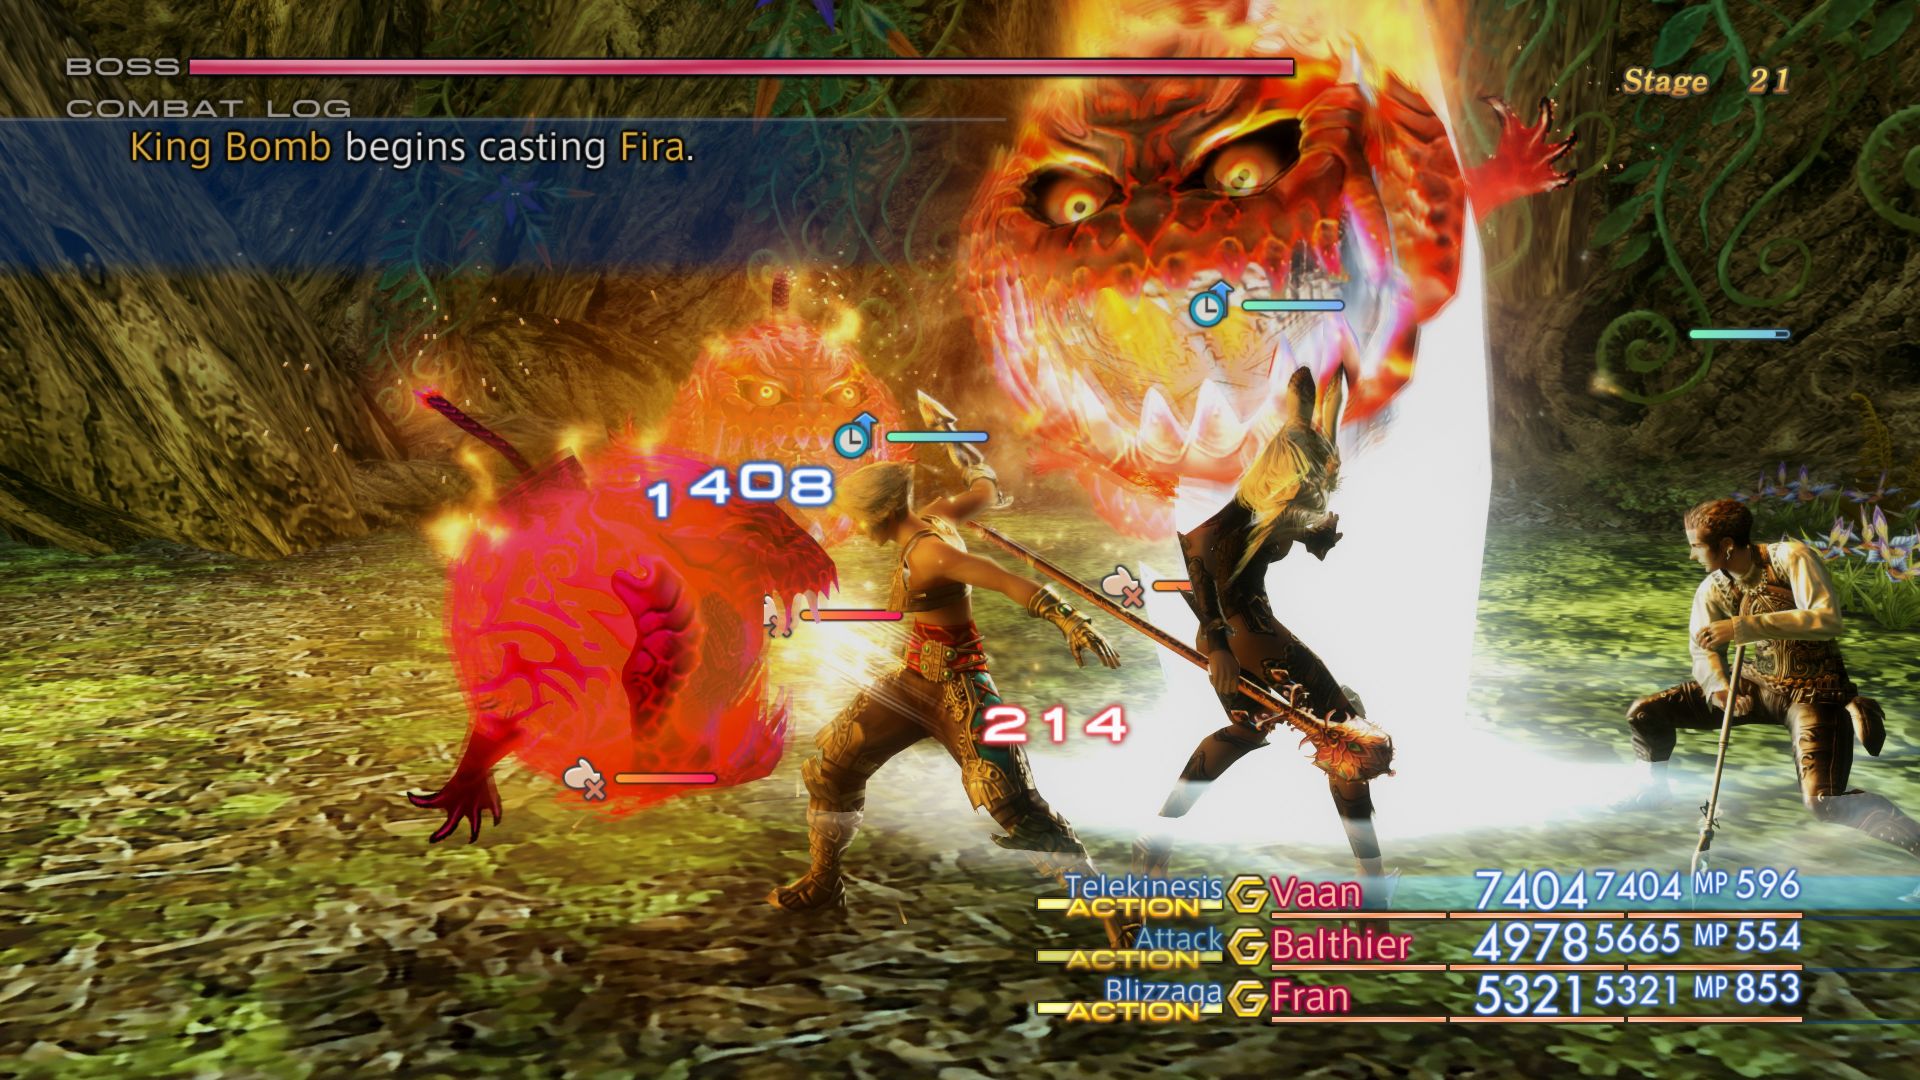 BOSS
Stage 21
COMBAT LOG
King Bomb begins casting Fira.
1408
214
Telekinesis
ACTION
G Vaan 7404 7404 MP 596
Attack
ACTION
G Balthier 4978 5665 MP 554
Blizzaga
ACTION
G Fran 5321 5321 MP 853